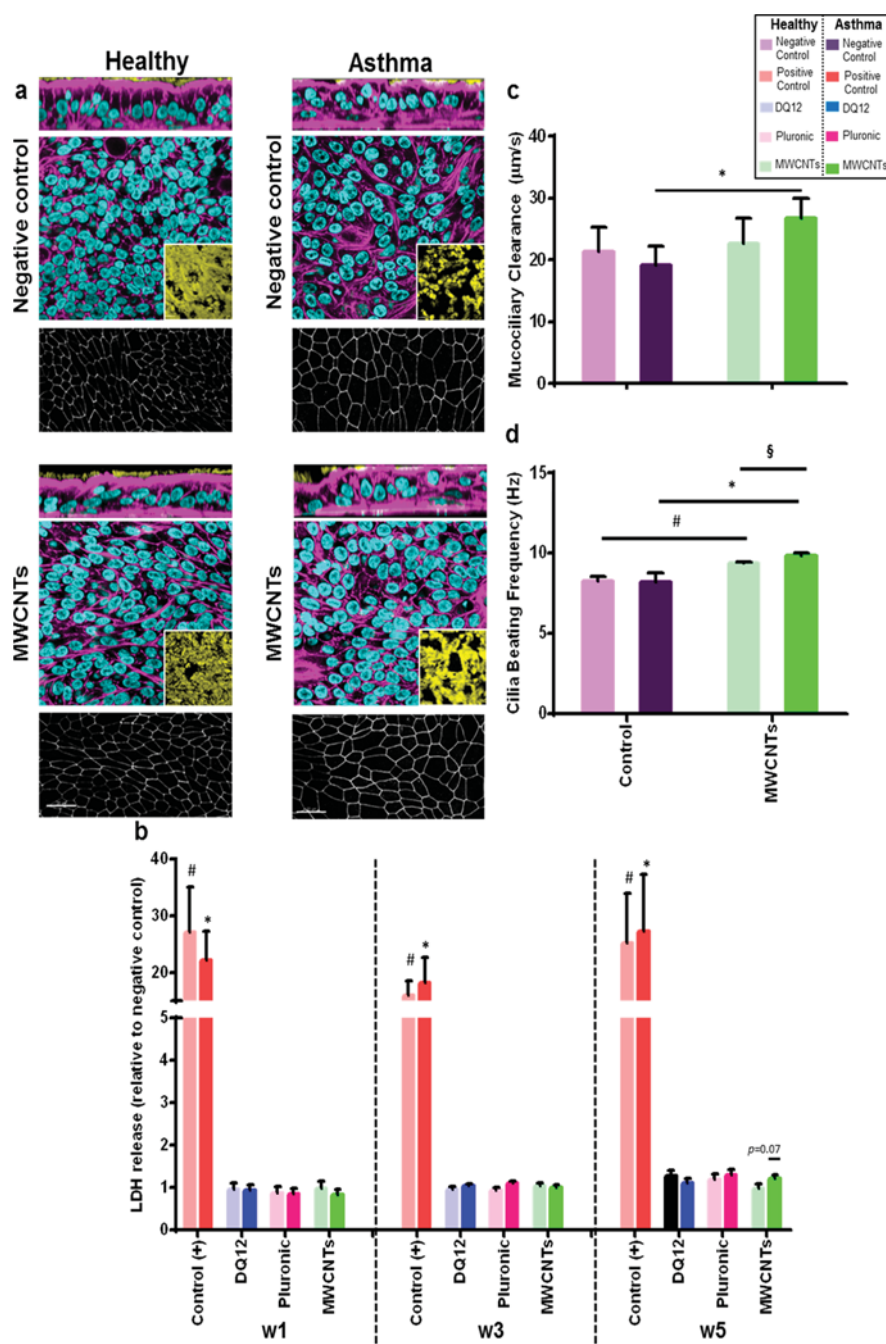 Healthy Asthma
Negative Control Negative Control
Positive Control Positive Control
DQ12 DQ12
Pluronic Pluronic
MWCNTs MWCNTs
Healthy Asthma
a
Negative control
Negative control
MWCNTs
MWCNTs
c
Mucociliary Clearance (µm/s)
40
30
20
10
0
*
d
Cilia Beating Frequency (Hz)
15
10
5
0
§
*
#
Control
MWCNTs
b
LDH release (relative to negative control)
40
30
20
5
4
3
2
1
0
# *
# *
# *
p=0.07
Control (+) DQ12 Pluronic MWCNTs
Control (+) DQ12 Pluronic MWCNTs
Control (+) DQ12 Pluronic MWCNTs
w1 w3 w5